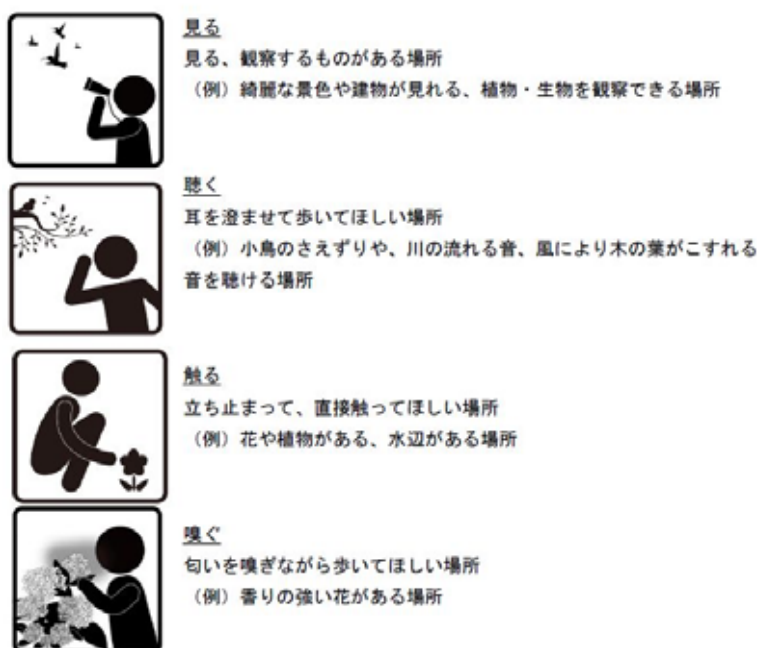 見る
見る、観察するものがある場所
（例）綺麗な景色や建物が見れる、植物・生物を観察できる場所
聴く
耳を澄ませて歩いてほしい場所
（例）小鳥のさえずりや、川の流れる音、風により木の葉がこすれる
音を聴ける場所
触る
立ち止まって、直接触ってほしい場所
（例）花や植物がある、水辺がある場所
嗅ぐ
匂いを嗅ぎながら歩いてほしい場所
（例）香りの強い花がある場所